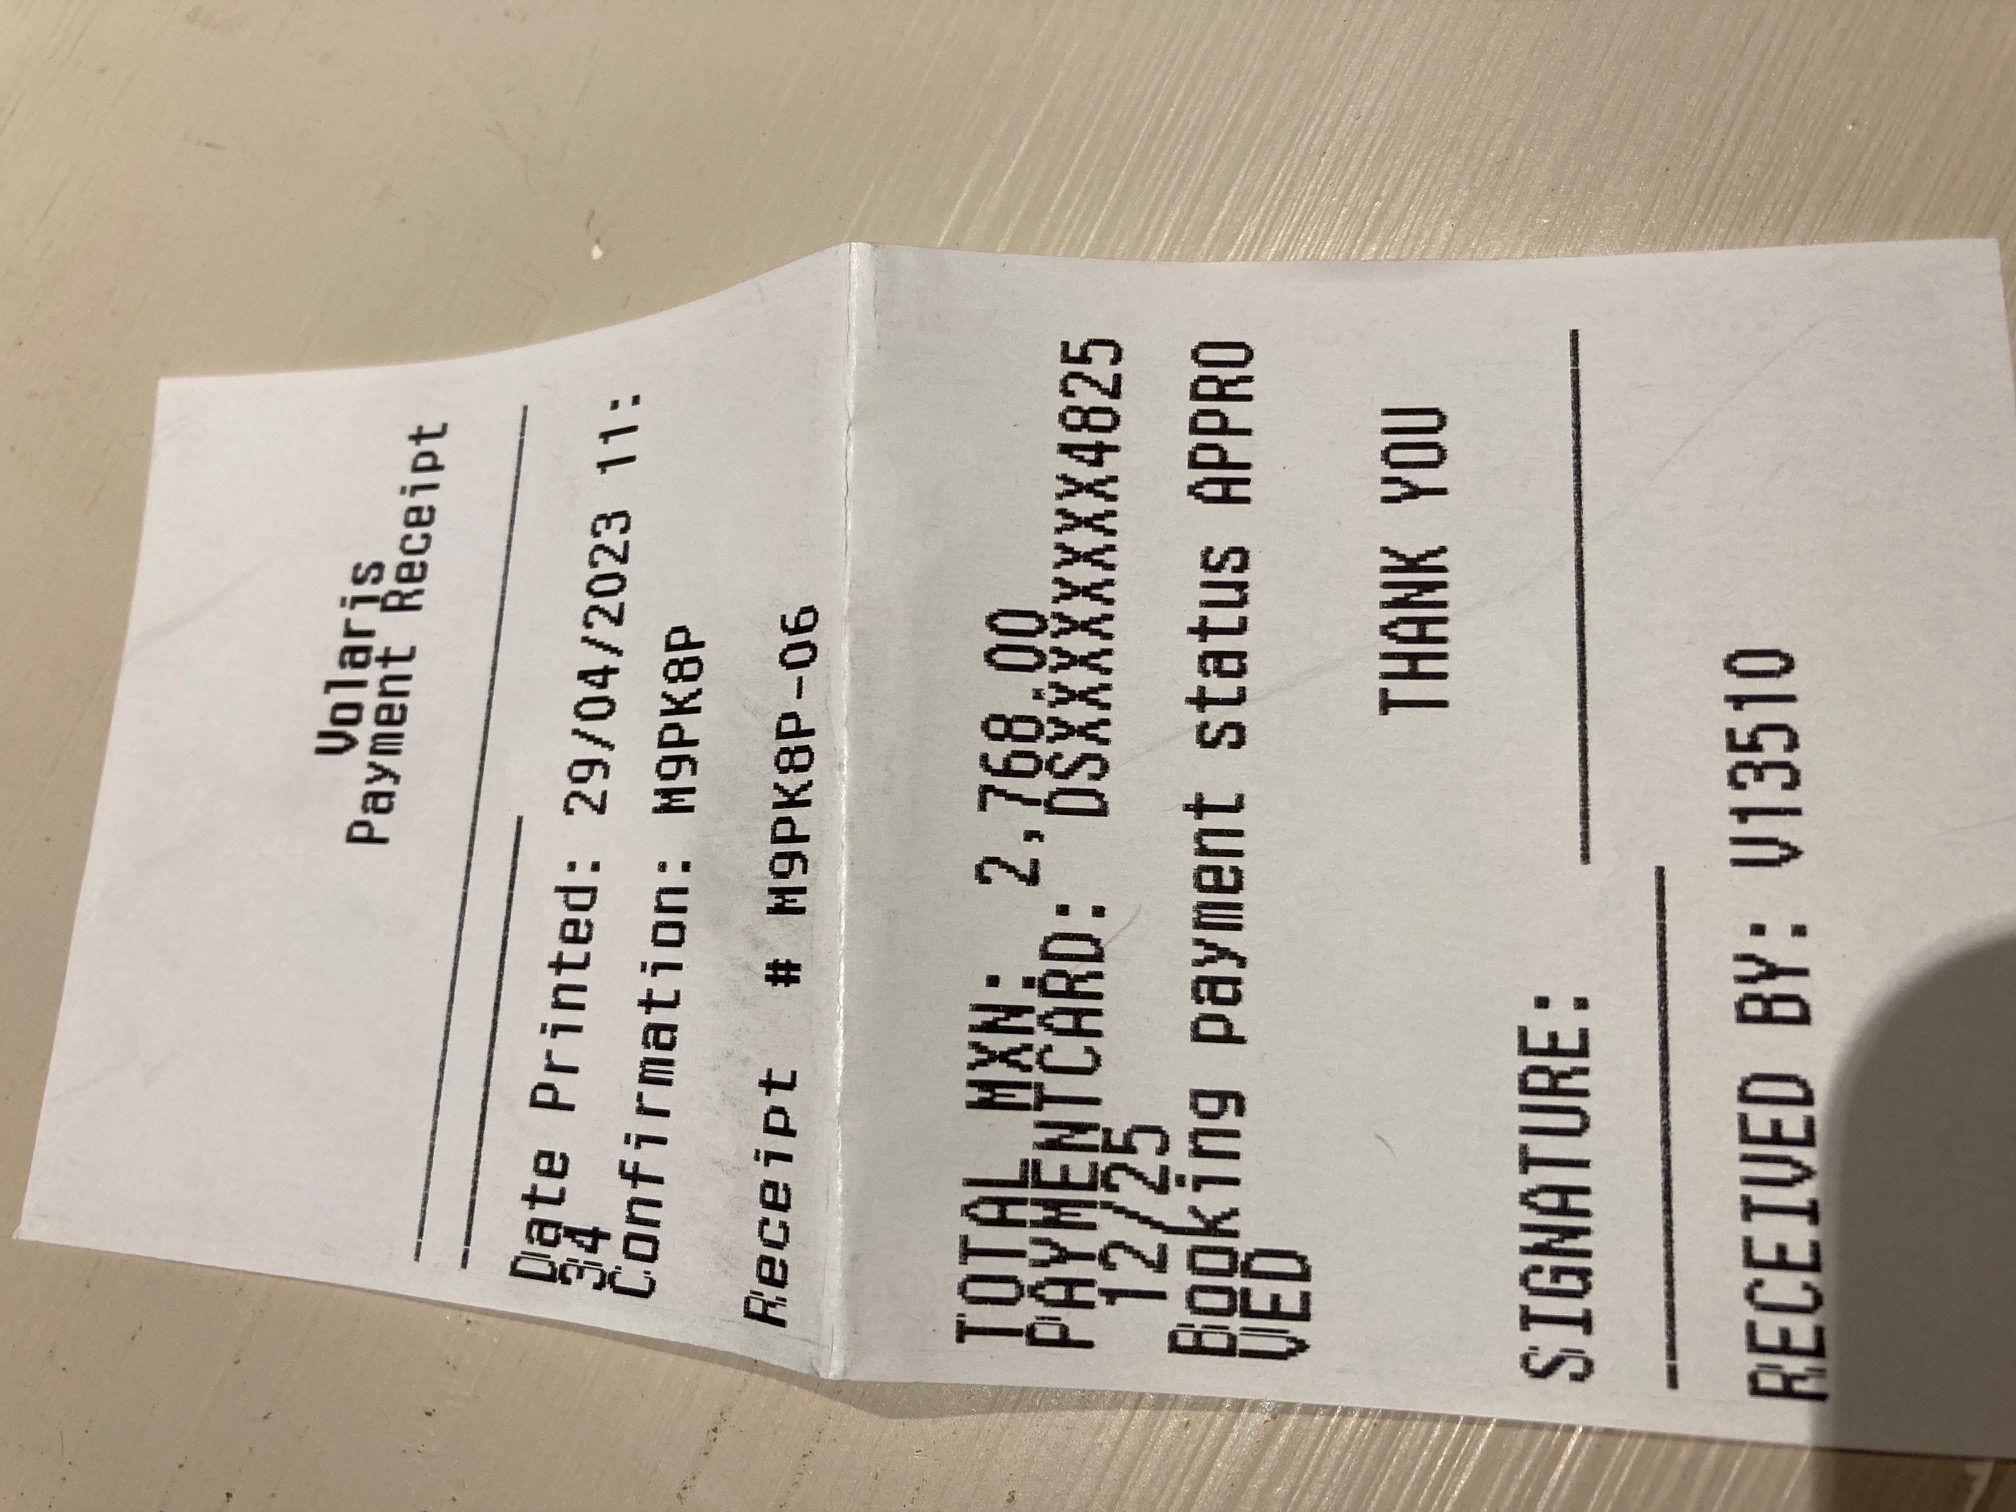 Volaris
Payment Receipt
Date Printed: 29/04/2023 11:
34
Confirmation: M9PK8P
Receipt # M9PK8P-06
TOTAL MXN: 2,768.00
PAYMENTCARD: DSXXXXXXXX4825
12/25
Booking payment status APPRO
VED
THANK YOU
SIGNATURE:
RECEIVED BY: V13510